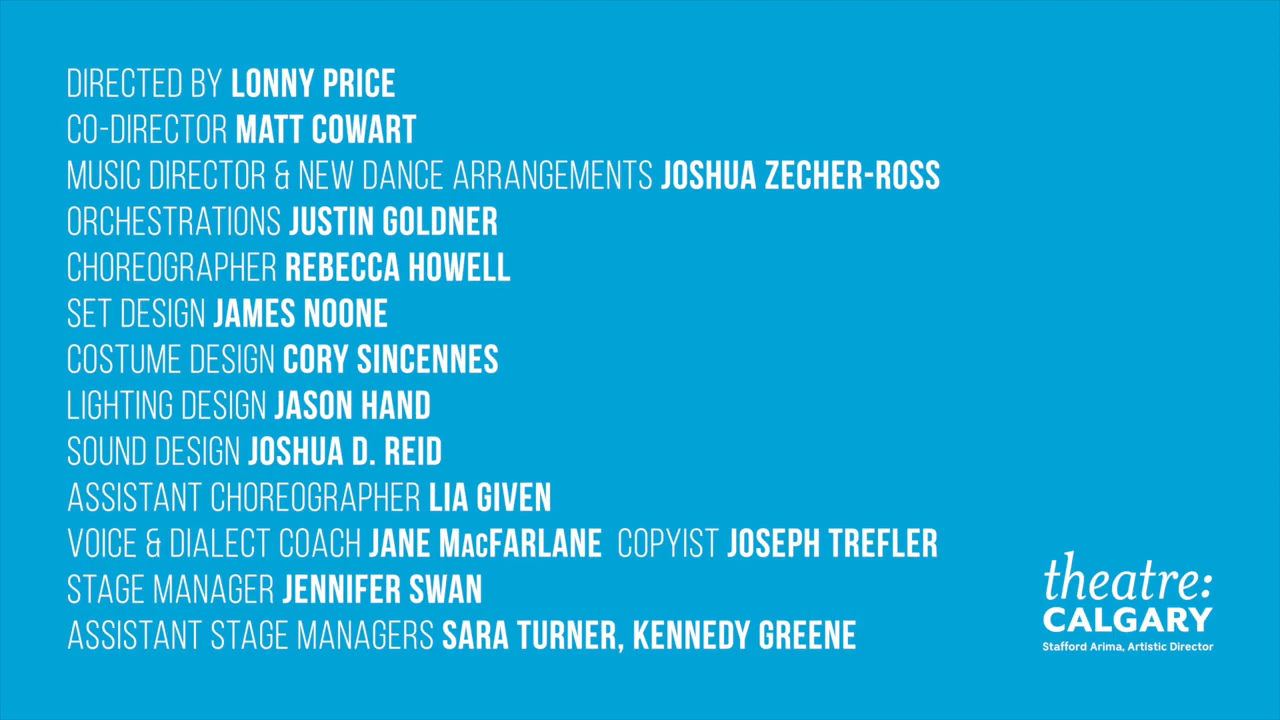 DIRECTED BY LONNY PRICE
CO-DIRECTOR MATT COWART
MUSIC DIRECTOR & NEW DANCE ARRANGEMENTS JOSHUA ZECHER-ROSS
ORCHESTRATIONS JUSTIN GOLDNER
CHOREOGRAPHER REBECCA HOWELL
SET DESIGN JAMES NOONE
COSTUME DESIGN CORY SINCENNES
LIGHTING DESIGN JASON HAND
SOUND DESIGN JOSHUA D. REID
ASSISTANT CHOREOGRAPHER LIA GIVEN
VOICE & DIALECT COACH JANE MacFARLANE COPYIST JOSEPH TREFLER
STAGE MANAGER JENNIFER SWAN
ASSISTANT STAGE MANAGERS SARA TURNER, KENNEDY GREENE
theatre:
CALGARY
Stafford Arima, Artistic Director